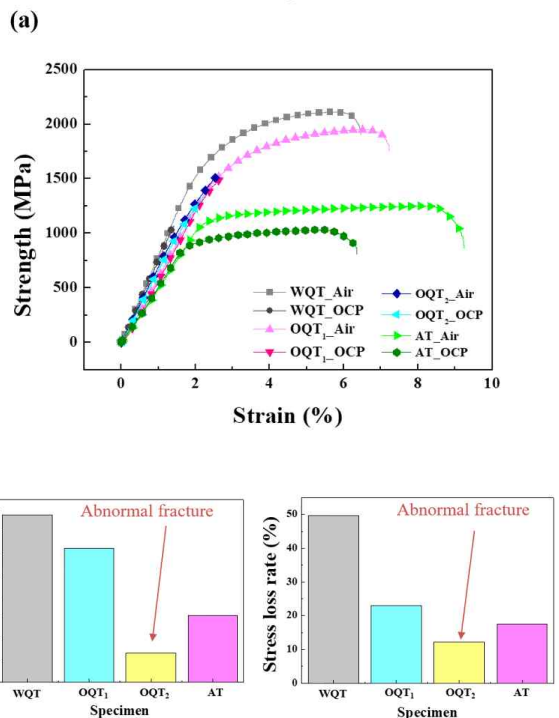 (a)
2500
2000
1500
1000
500
0
Strength (MPa)
WQT_Air
WQT_OCP
OQT₁_Air
OQT₁_OCP
OQT₂_Air
OQT₂_OCP
AT_Air
AT_OCP
0 2 4 6 8 10
Strain (%)
Abnormal fracture
WQT OQT₁ OQT₂ AT
Specimen
Stress loss rate (%)
50
40
30
20
10
0
Abnormal fracture
WQT OQT₁ OQT₂ AT
Specimen